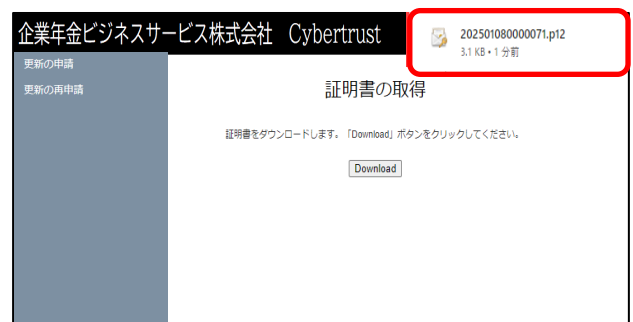 企業年金ビジネスサービス株式会社 Cybertrust
202501080000071.p12
3.1 KB • 1 分前
更新の申請
更新の再申請
証明書の取得
証明書をダウンロードします。「Download」ボタンをクリックしてください。
Download